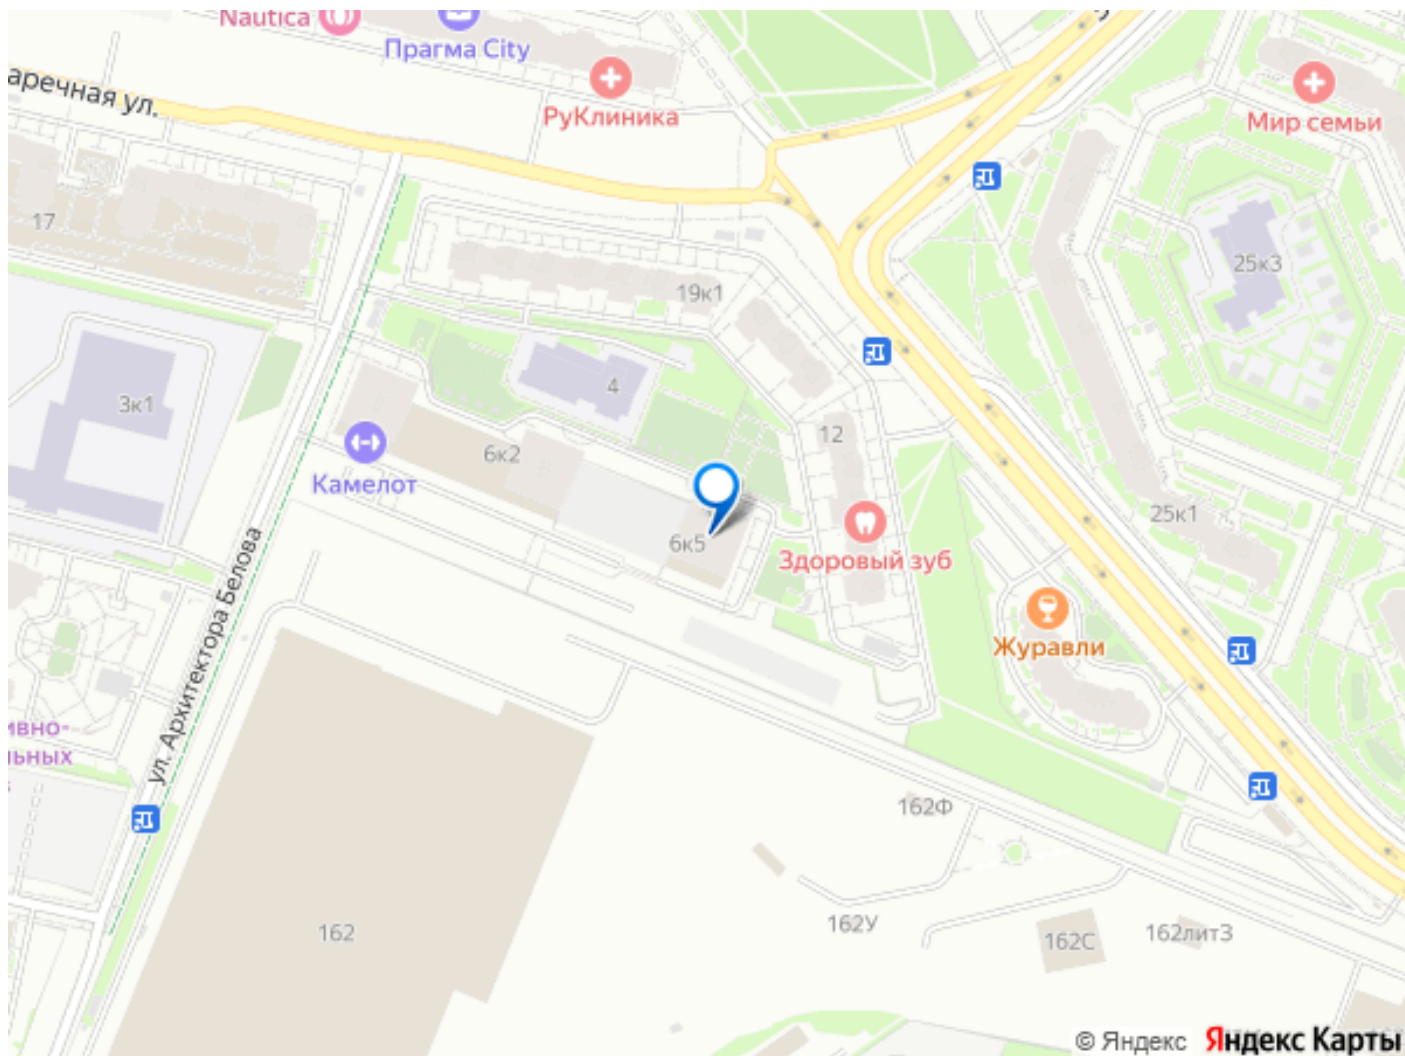 Nautica
Прагма City
РуКлиника
Мир семьи
аречная ул.
17
19к1
25к3
3к1
4
12
6к2
Камелот
25к1
6к5
Здоровый зуб
Журавли
ул. Архитектора Белова
ивно-
льных
162Ф
162У
162
162С
162лит3
© Яндекс Яндекс Карты